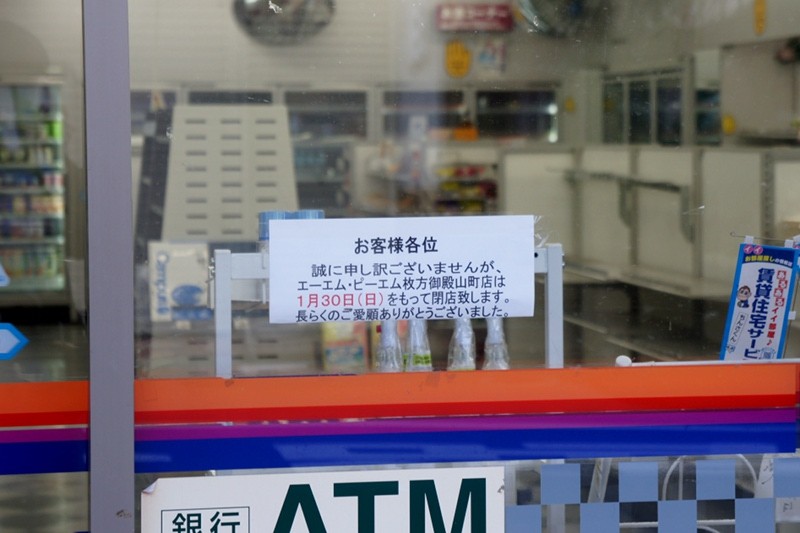 お客様各位
誠に申し訳ございませんが、
エーエム・ピーエム枚方御殿山町店は
1月30日(日)をもって閉店致します。
長らくのご愛顧ありがとうございました。
銀行
ATM
賃貸住宅サービ